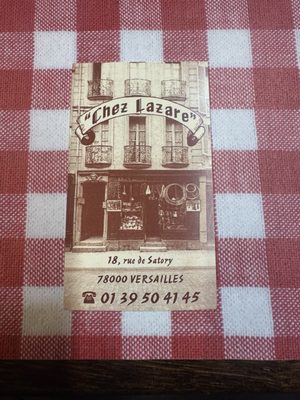 "Chez Lazare"
18, rue de Satory
78000 VERSAILLES
☎ 01 39 50 41 45